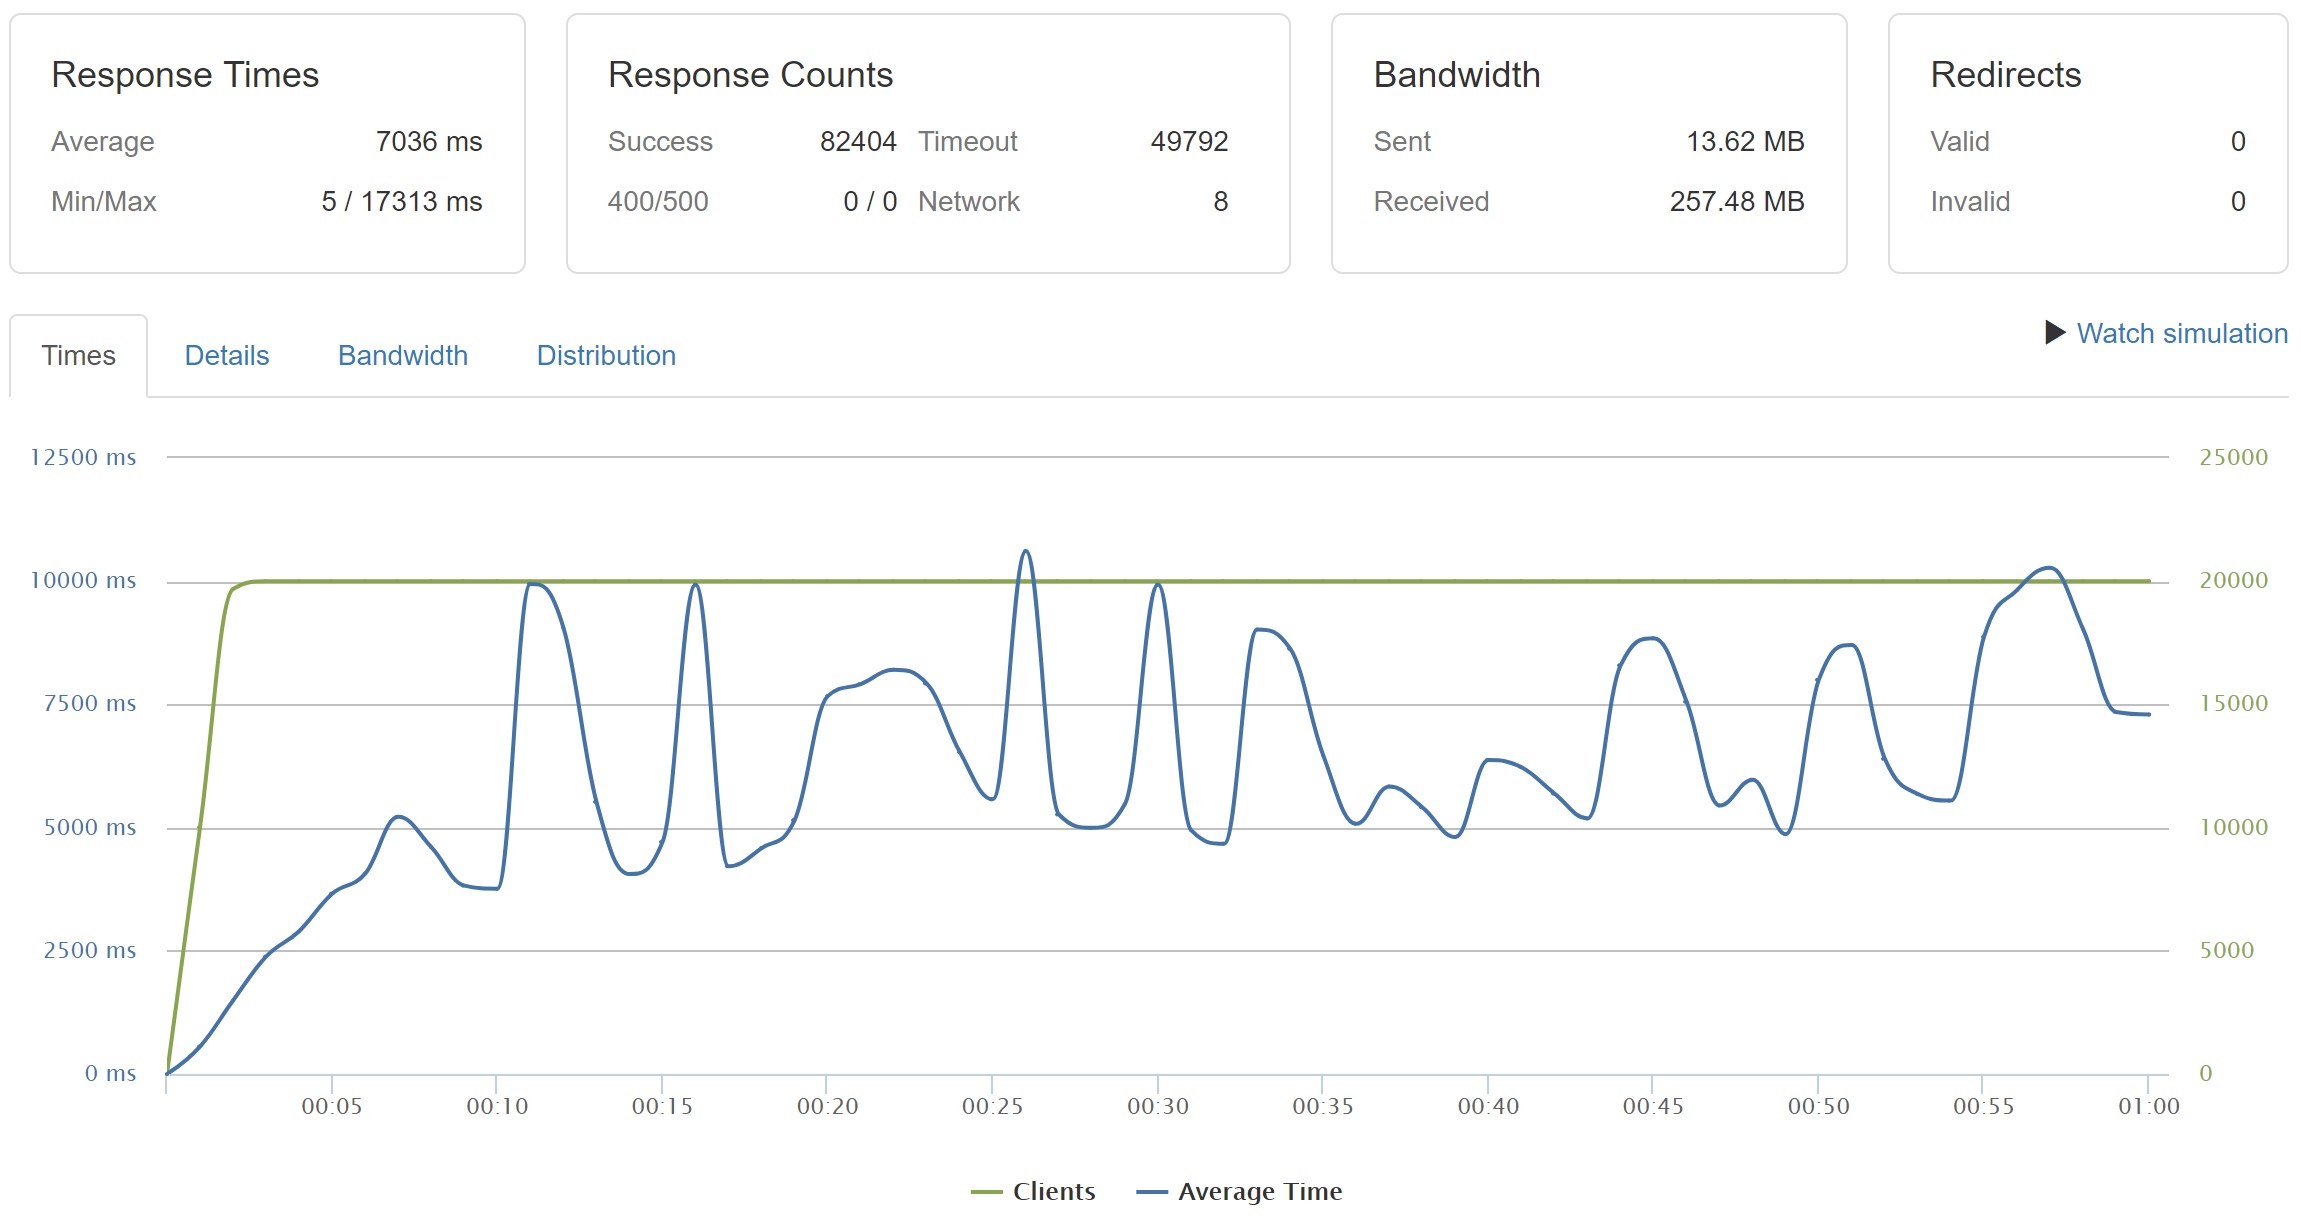 Response Times
Average 7036 ms
Min/Max 5 / 17313 ms
Response Counts
Success 82404 Timeout 49792
400/500 0 / 0 Network 8
Bandwidth
Sent 13.62 MB
Received 257.48 MB
Redirects
Valid 0
Invalid 0
Times Details Bandwidth Distribution
Watch simulation
12500 ms 25000
10000 ms 20000
7500 ms 15000
5000 ms 10000
2500 ms 5000
0 ms 0
00:05 00:10 00:15 00:20 00:25 00:30 00:35 00:40 00:45 00:50 00:55 01:00
Clients Average Time